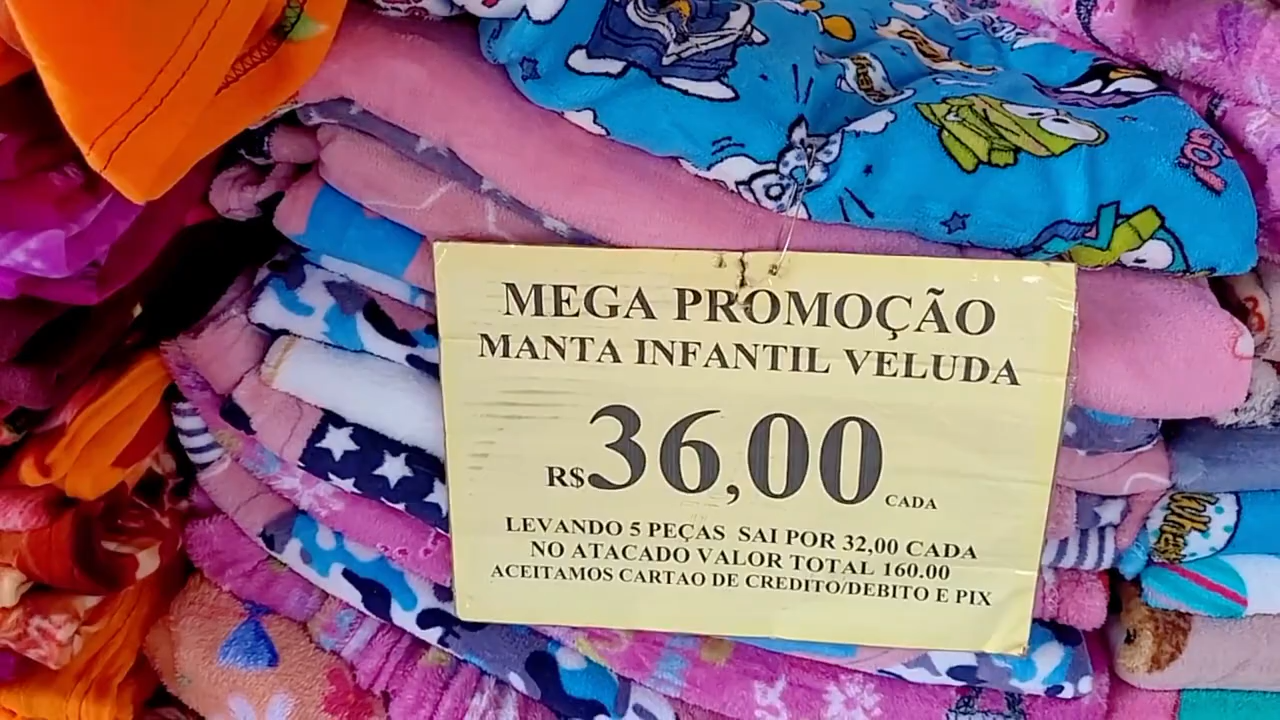 GO!
MEGA PROMOÇÃO
MANTA INFANTIL VELUDA
R$36,00 CADA
LEVANDO 5 PEÇAS SAI POR 32,00 CADA
NO ATACADO VALOR TOTAL 160.00
ACEITAMOS CARTAO DE CREDITO/DEBITO E PIX